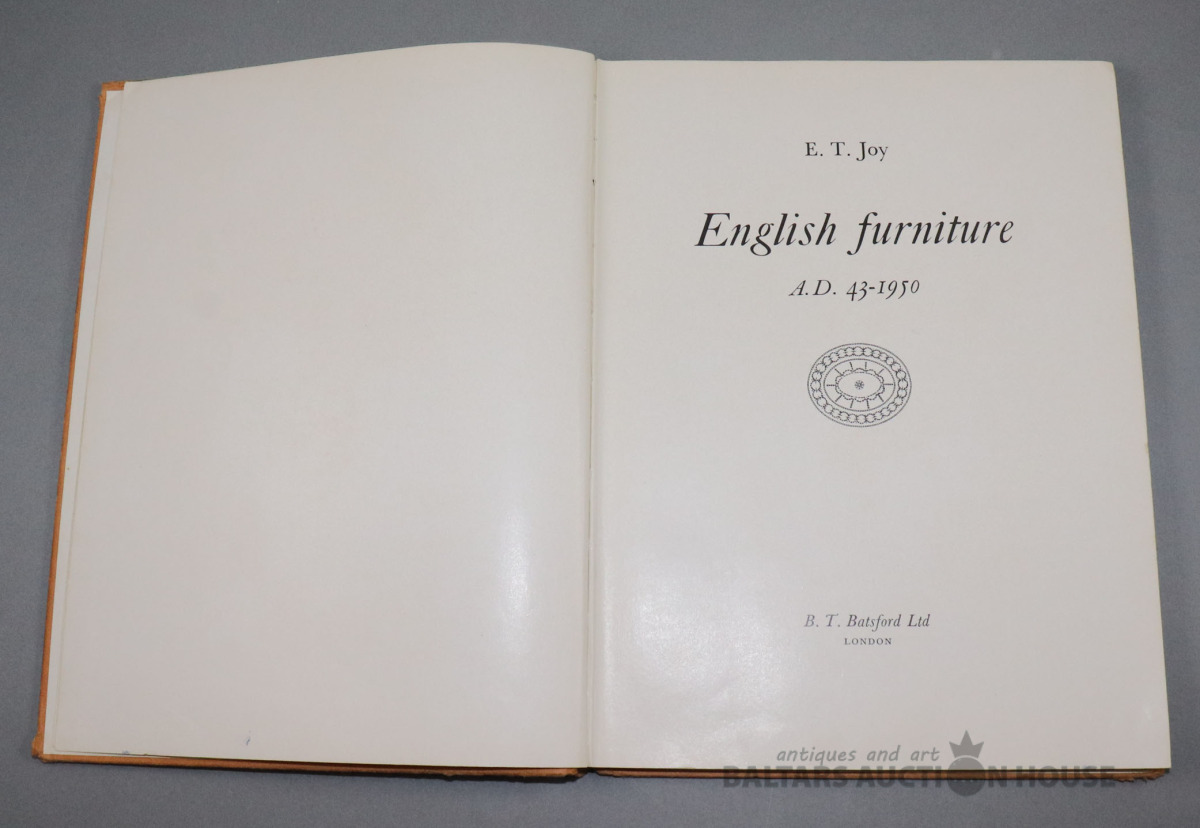 E. T. Joy
English furniture
A.D. 43-1950
B. T. Batsford Ltd
LONDON
antiques and art
BALTARS AUCTION HOUSE